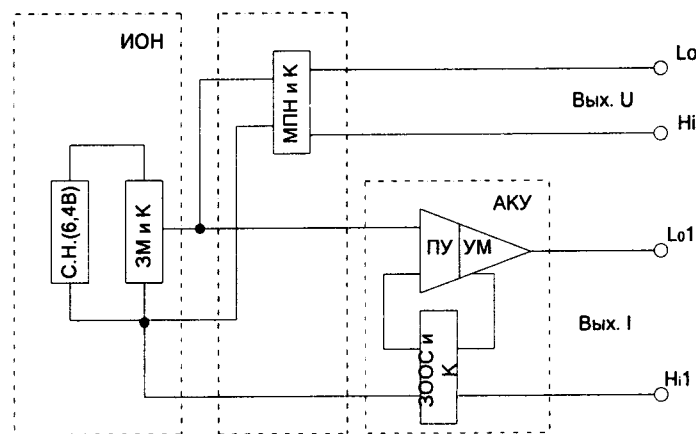 ИОН
Lo
МПН и К
Вых. U
Hi
С.Н.(6,4В)
ЗМ и К
АКУ
ПУ
УМ
Lo1
Вых. I
ЗООС и
К
Hi1